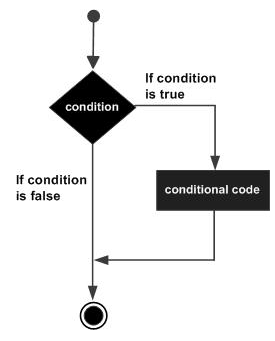 If condition
is true
condition
If condition
is false
conditional code